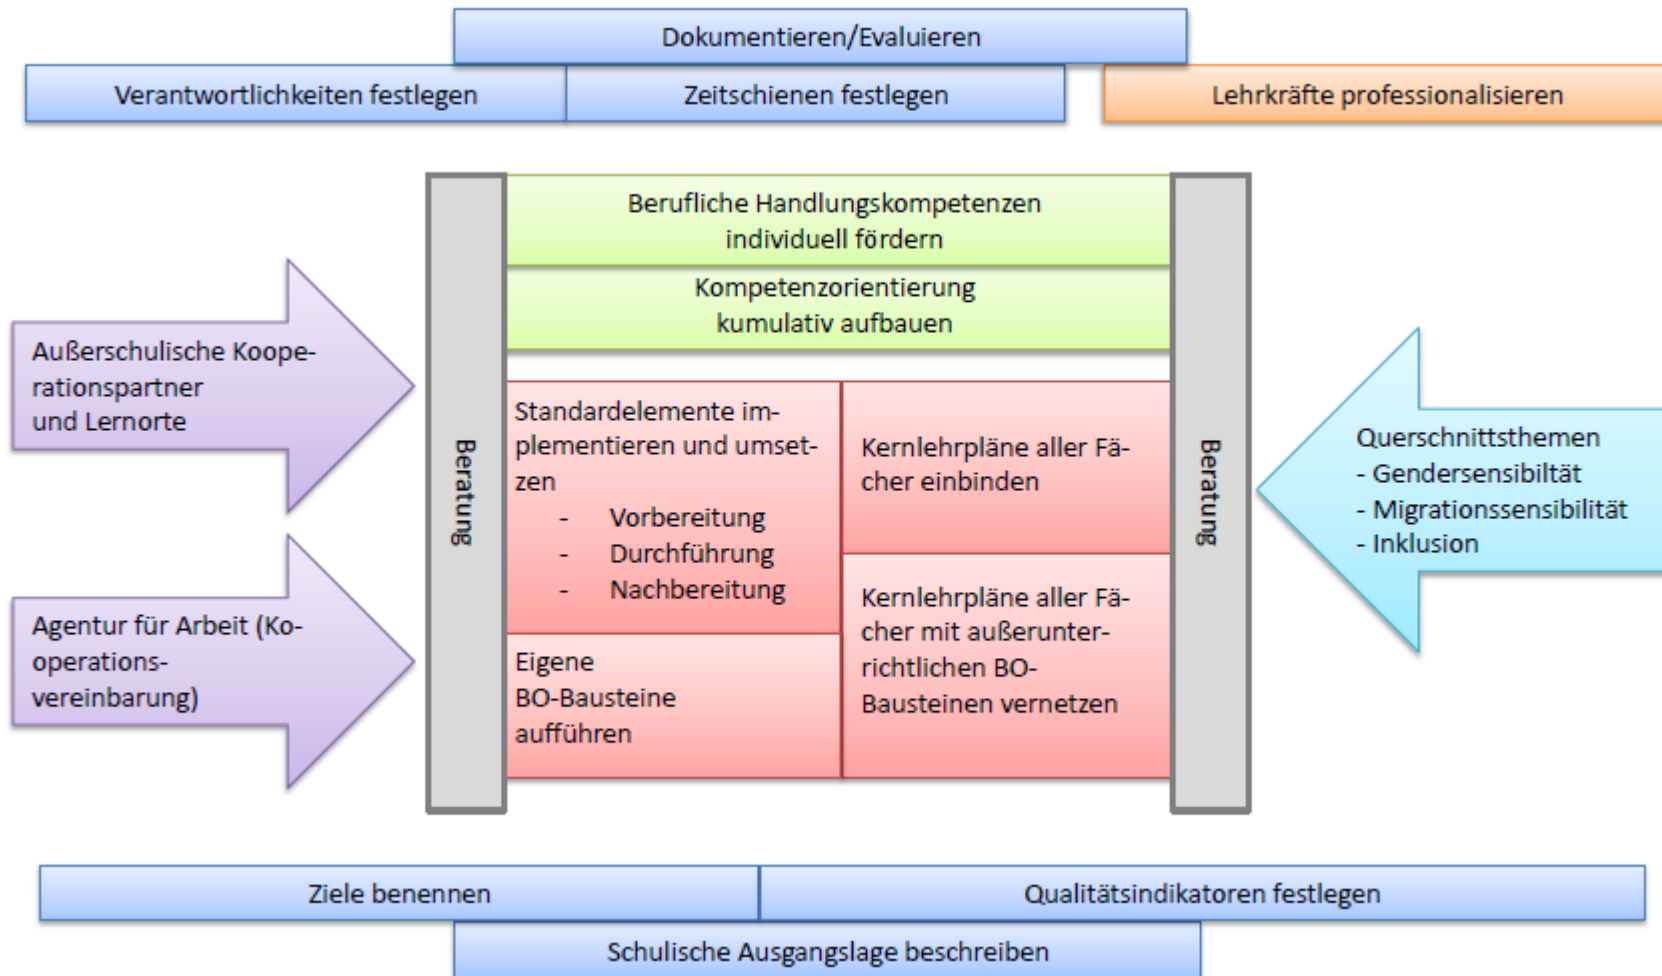 Dokumentieren/Evaluieren
Verantwortlichkeiten festlegen
Zeitschienen festlegen
Lehrkräfte professionalisieren
Außerschulische Koope-
rationspartner
und Lernorte
Agentur für Arbeit (Ko-
operations-
vereinbarung)
Beratung
Berufliche Handlungskompetenzen
individuell fördern
Kompetenzorientierung
kumulativ aufbauen
Standardelemente im-
plementieren und umset-
zen
- Vorbereitung
- Durchführung
- Nachbereitung
Eigene
BO-Bausteine
aufführen
Kernlehrpläne aller Fä-
cher einbinden
Kernlehrpläne aller Fä-
cher mit außerunter-
richtlichen BO-
Bausteinen vernetzen
Beratung
Querschnittsthemen
- Gendersensibiltät
- Migrationssensibilität
- Inklusion
Ziele benennen
Qualitätsindikatoren festlegen
Schulische Ausgangslage beschreiben